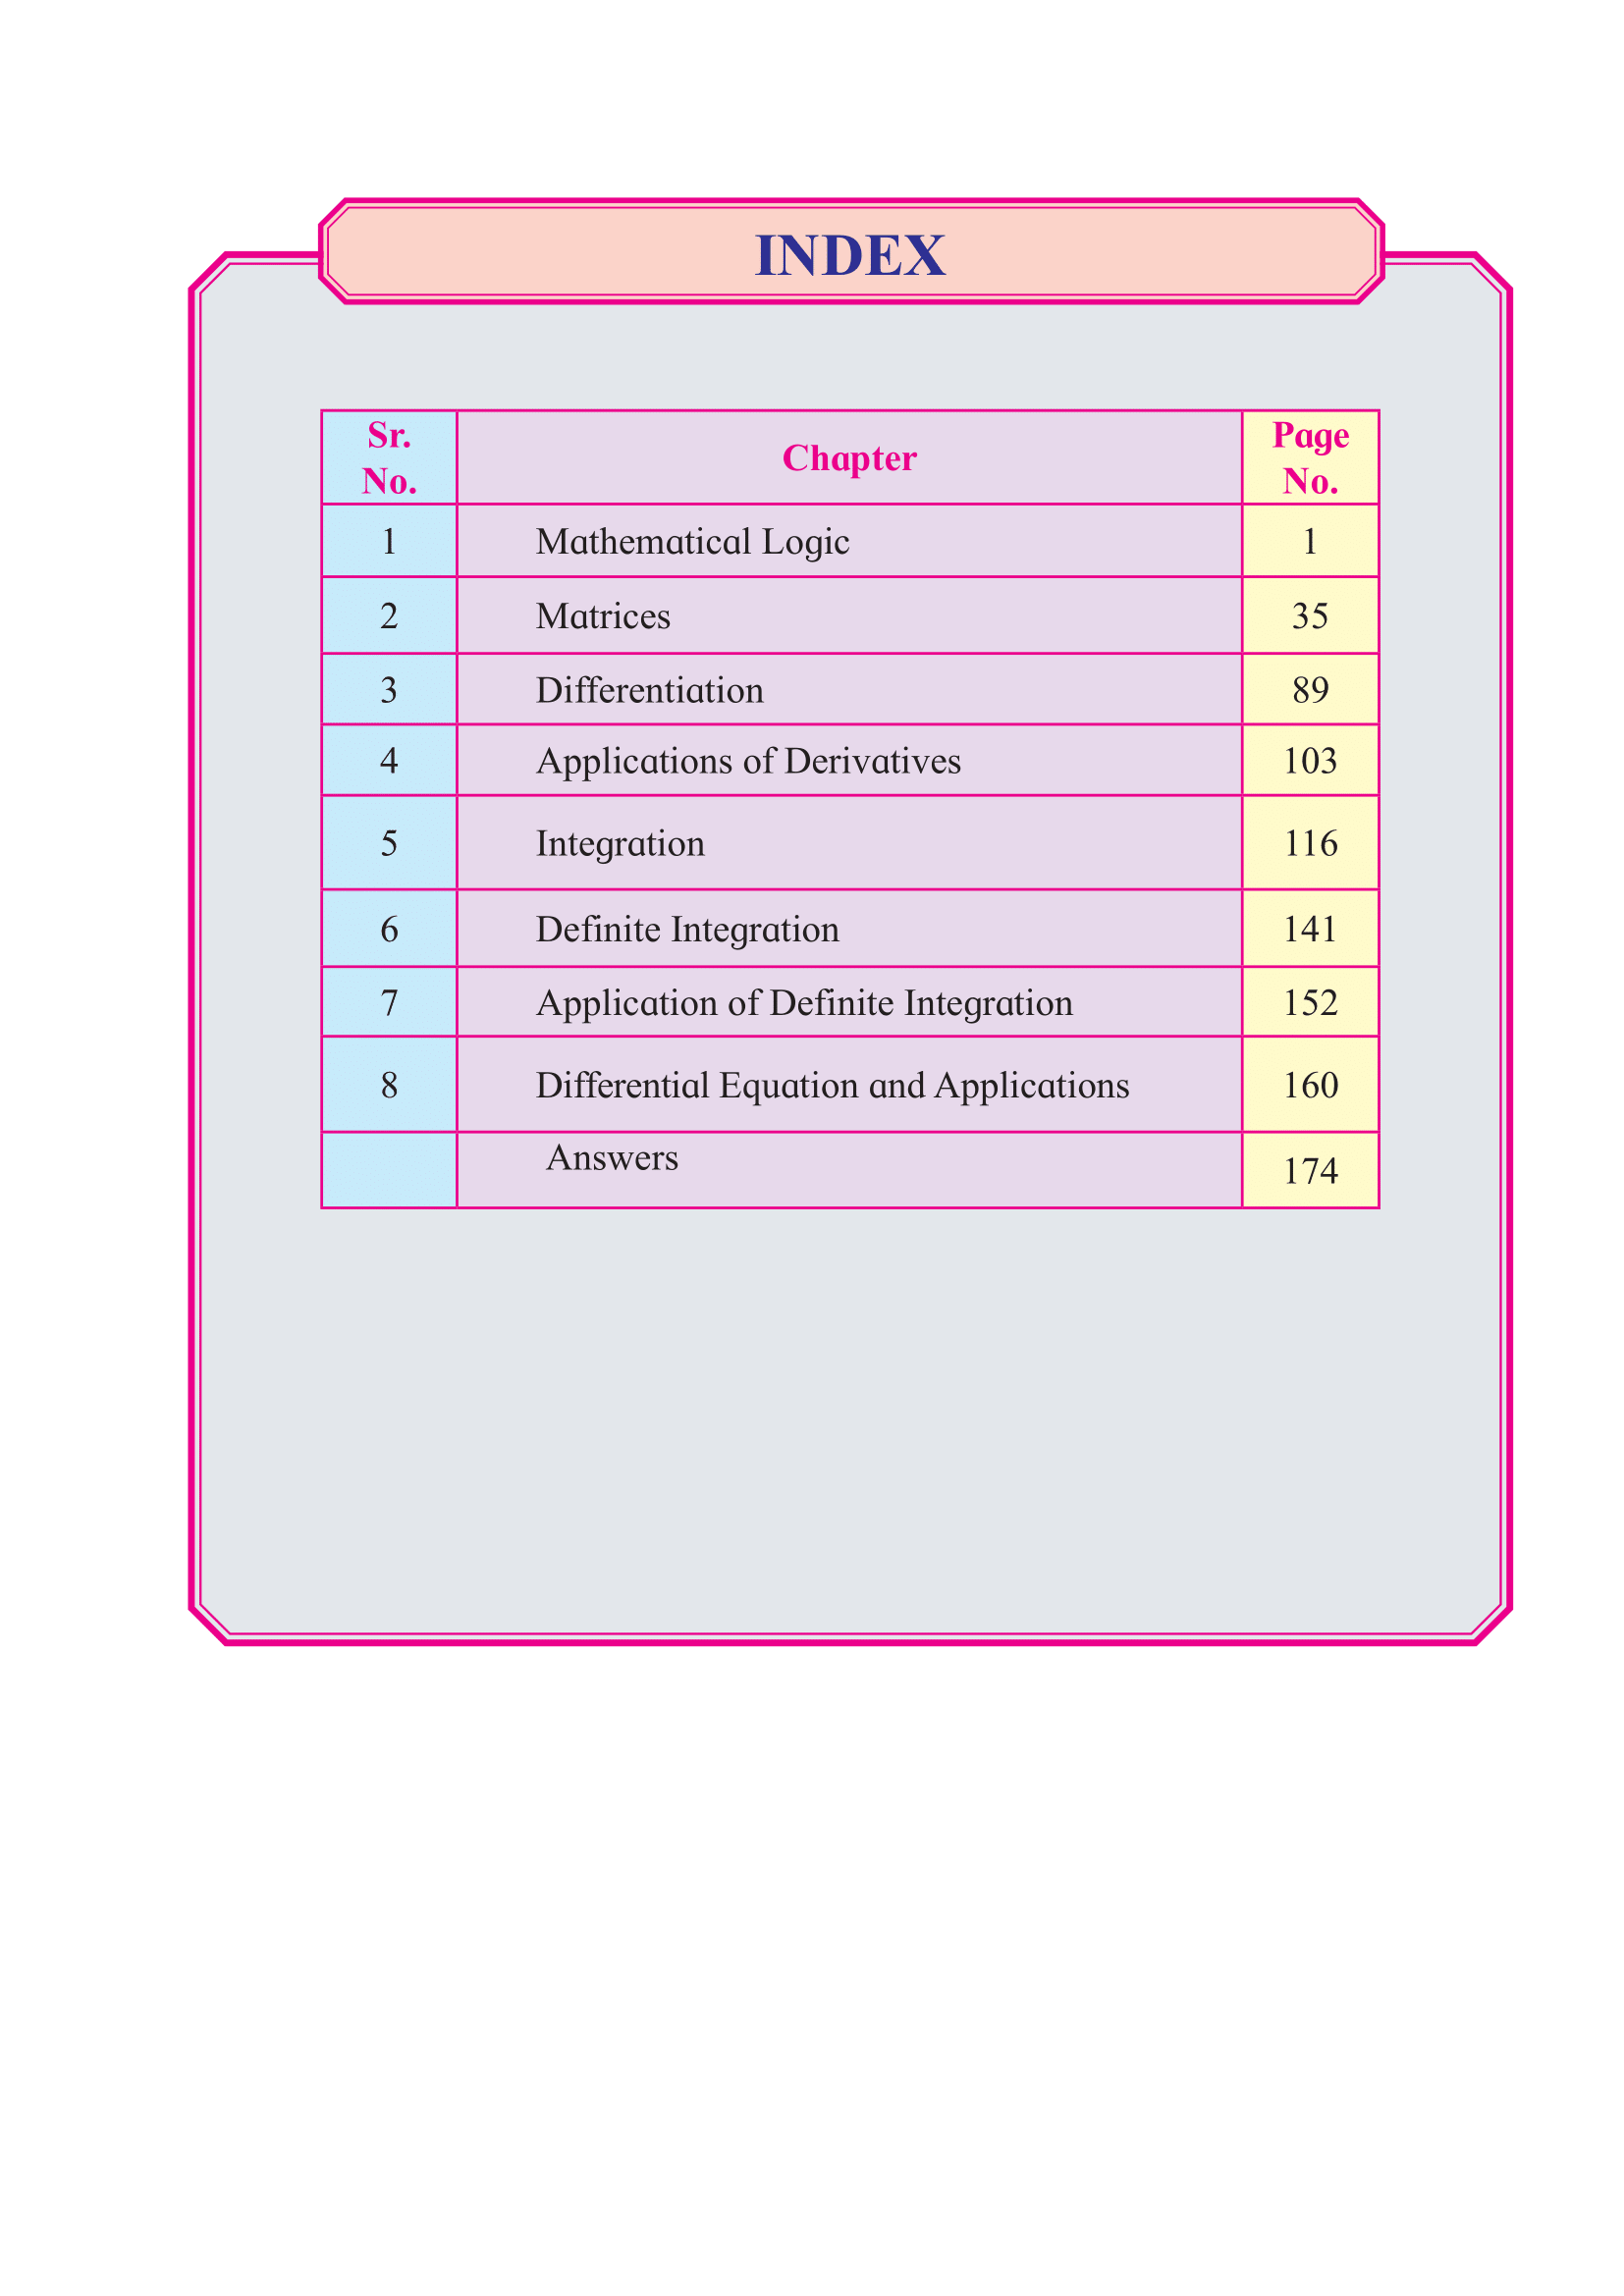 INDEX
Sr. No. Chapter Page No.
1 Mathematical Logic 1
2 Matrices 35
3 Differentiation 89
4 Applications of Derivatives 103
5 Integration 116
6 Definite Integration 141
7 Application of Definite Integration 152
8 Differential Equation and Applications 160
Answers 174